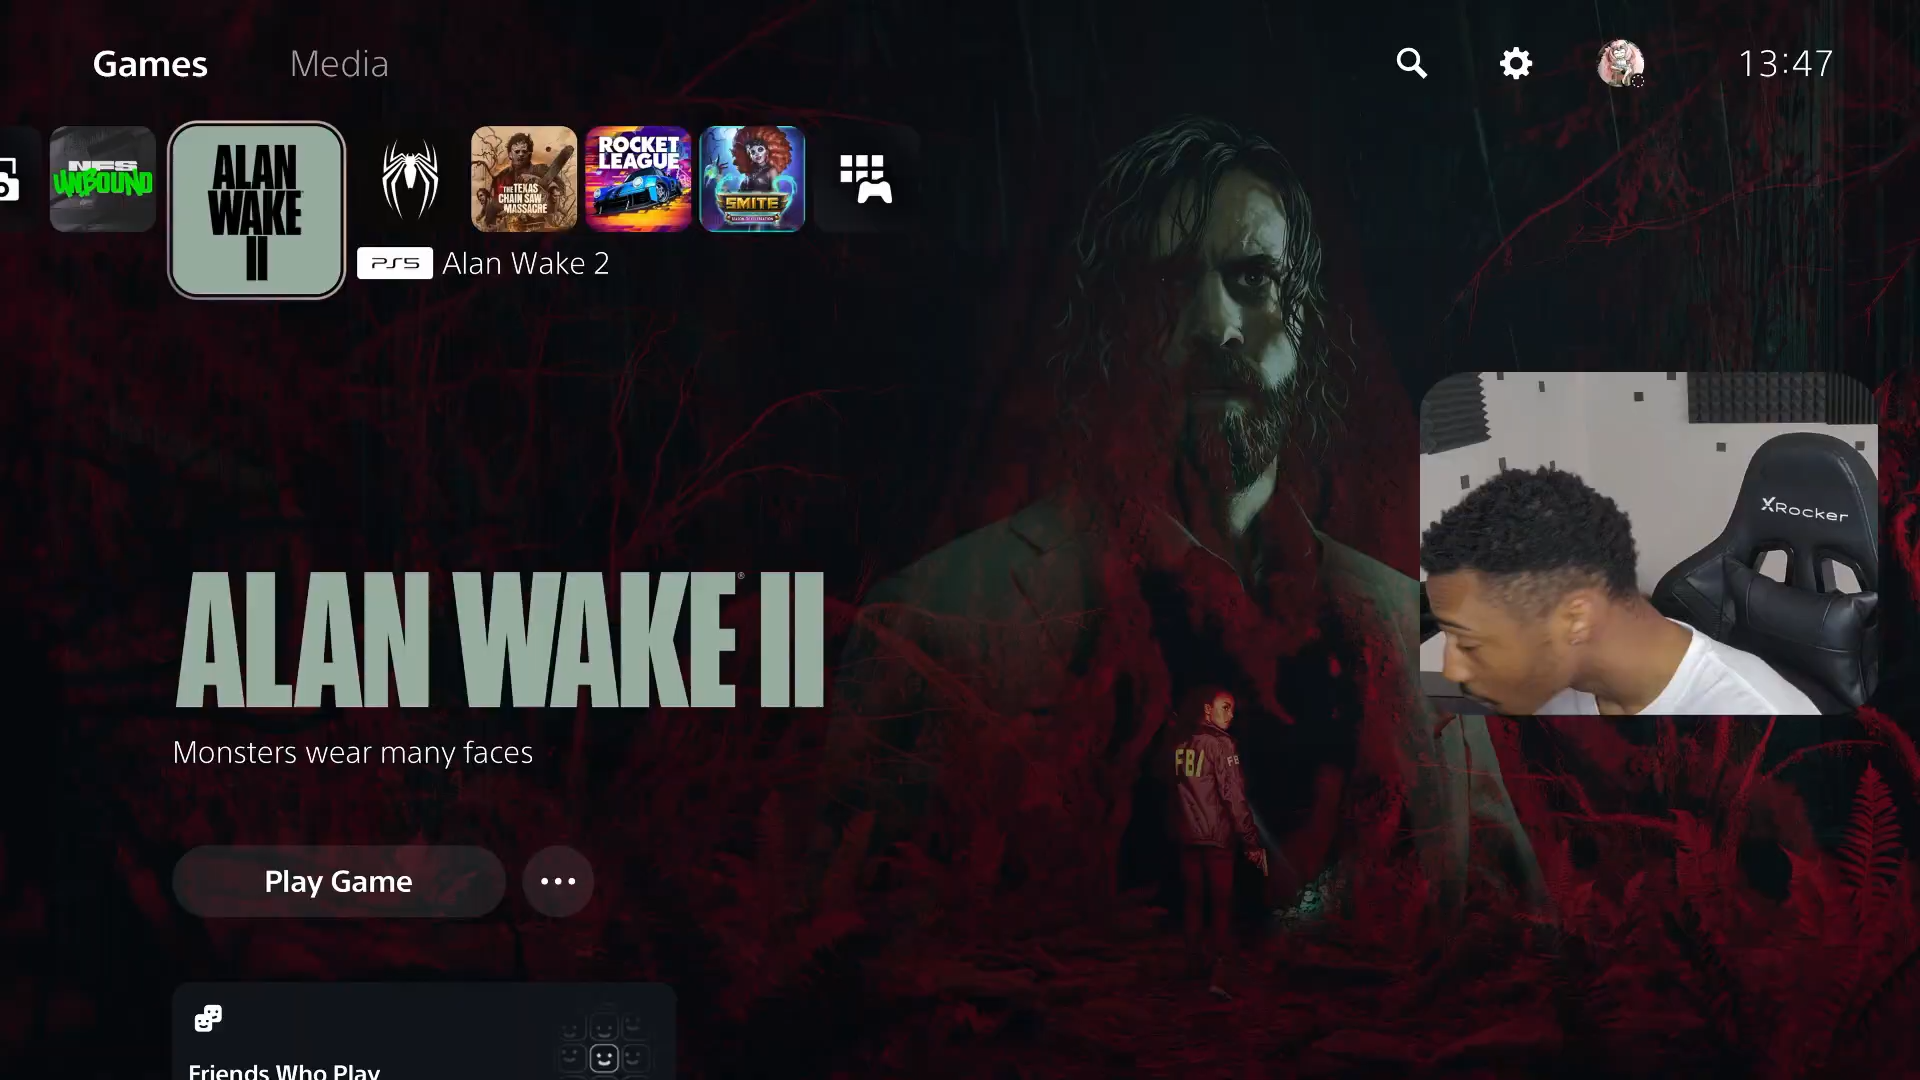 Games Media 13:47
NFS
UNBOUND
ALAN
WAKE
II
THE TEXAS
CHAIN SAW
MASSACRE
ROCKET
LEAGUE
SMITE
PS5 Alan Wake 2
XRocker
ALAN WAKE II
FBI
FB
Monsters wear many faces
Play Game
Friends Who Play